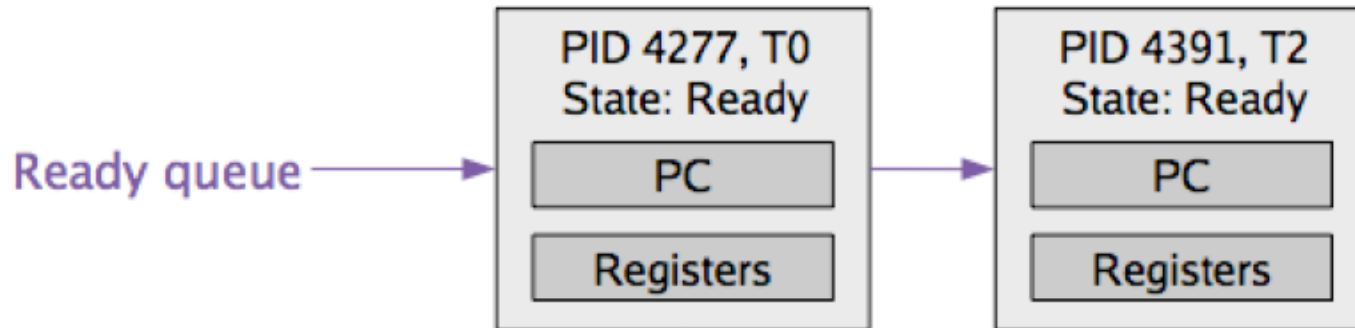 Ready queue
PID 4277, T0
State: Ready
PC
Registers
PID 4391, T2
State: Ready
PC
Registers